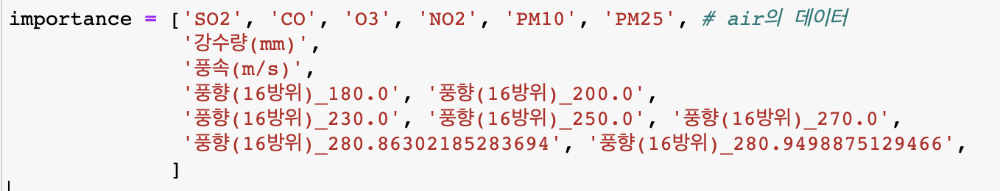 importance = ['SO2', 'CO', 'O3', 'NO2', 'PM10', 'PM25', # air의 데이터
'강수량(mm)',
'풍속(m/s)',
'풍향(16방위)_180.0', '풍향(16방위)_200.0',
'풍향(16방위)_230.0', '풍향(16방위)_250.0', '풍향(16방위)_270.0',
'풍향(16방위)_280.86302185283694', '풍향(16방위)_280.9498875129466',
]